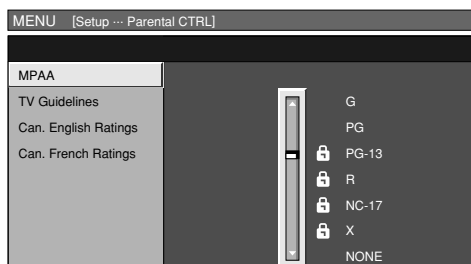 MENU [Setup ··· Parental CTRL]
MPAA
TV Guidelines
Can. English Ratings
Can. French Ratings
G
PG
PG-13
R
NC-17
X
NONE